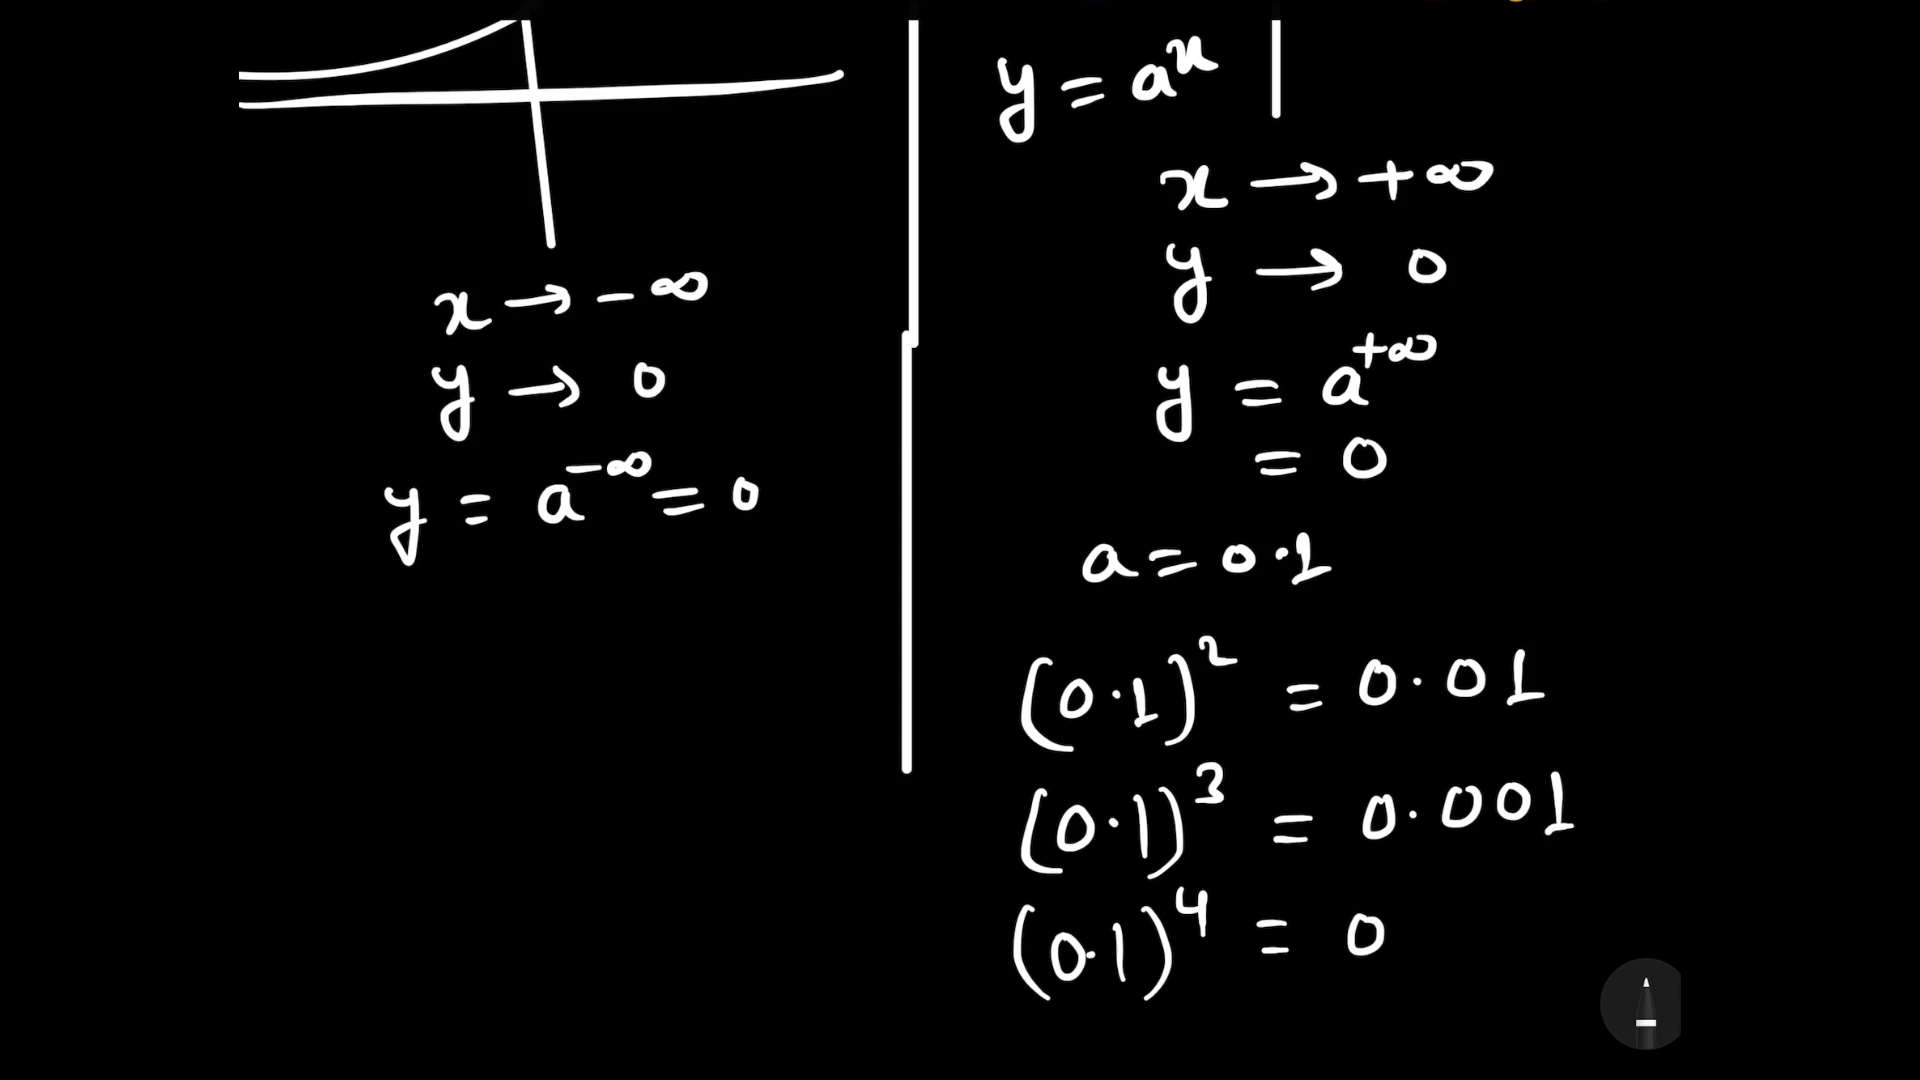 x → - ∞
y → 0
y = a^{-∞} = 0
y = a^x
x → + ∞
y → 0
y = a^{+∞}
= 0
a = 0.1
(0.1)^2 = 0.01
(0.1)^3 = 0.001
(0.1)^4 = 0